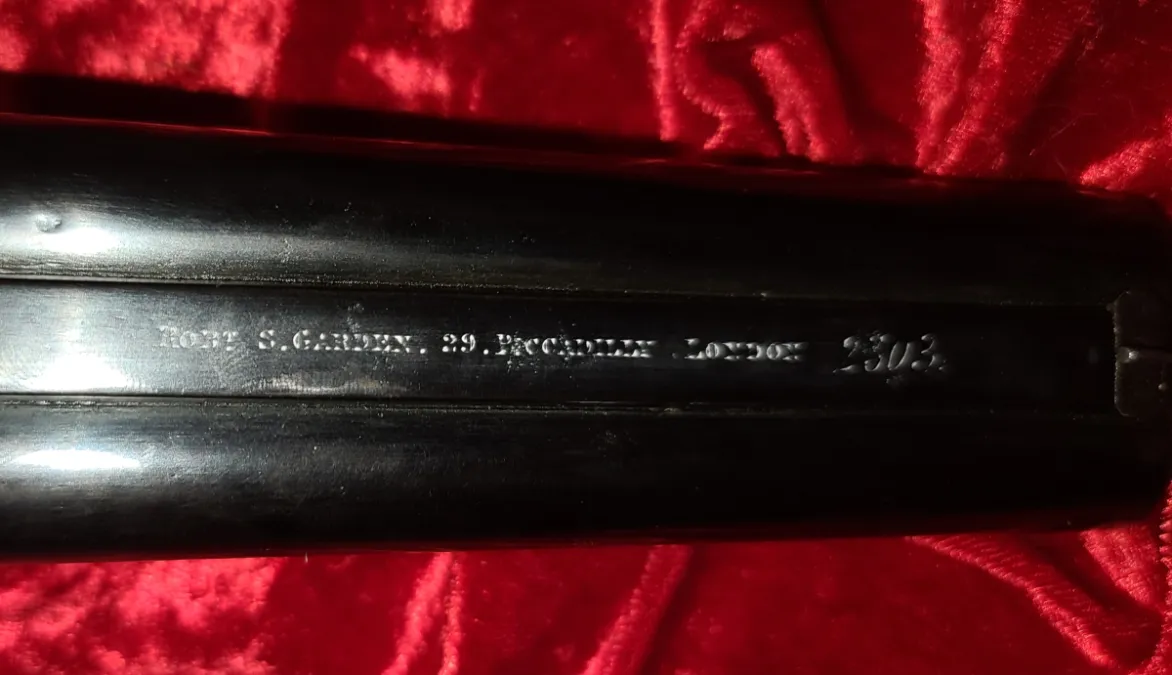 ROBT S. GARDEN. 29. PICCADILLY LONDON 2303